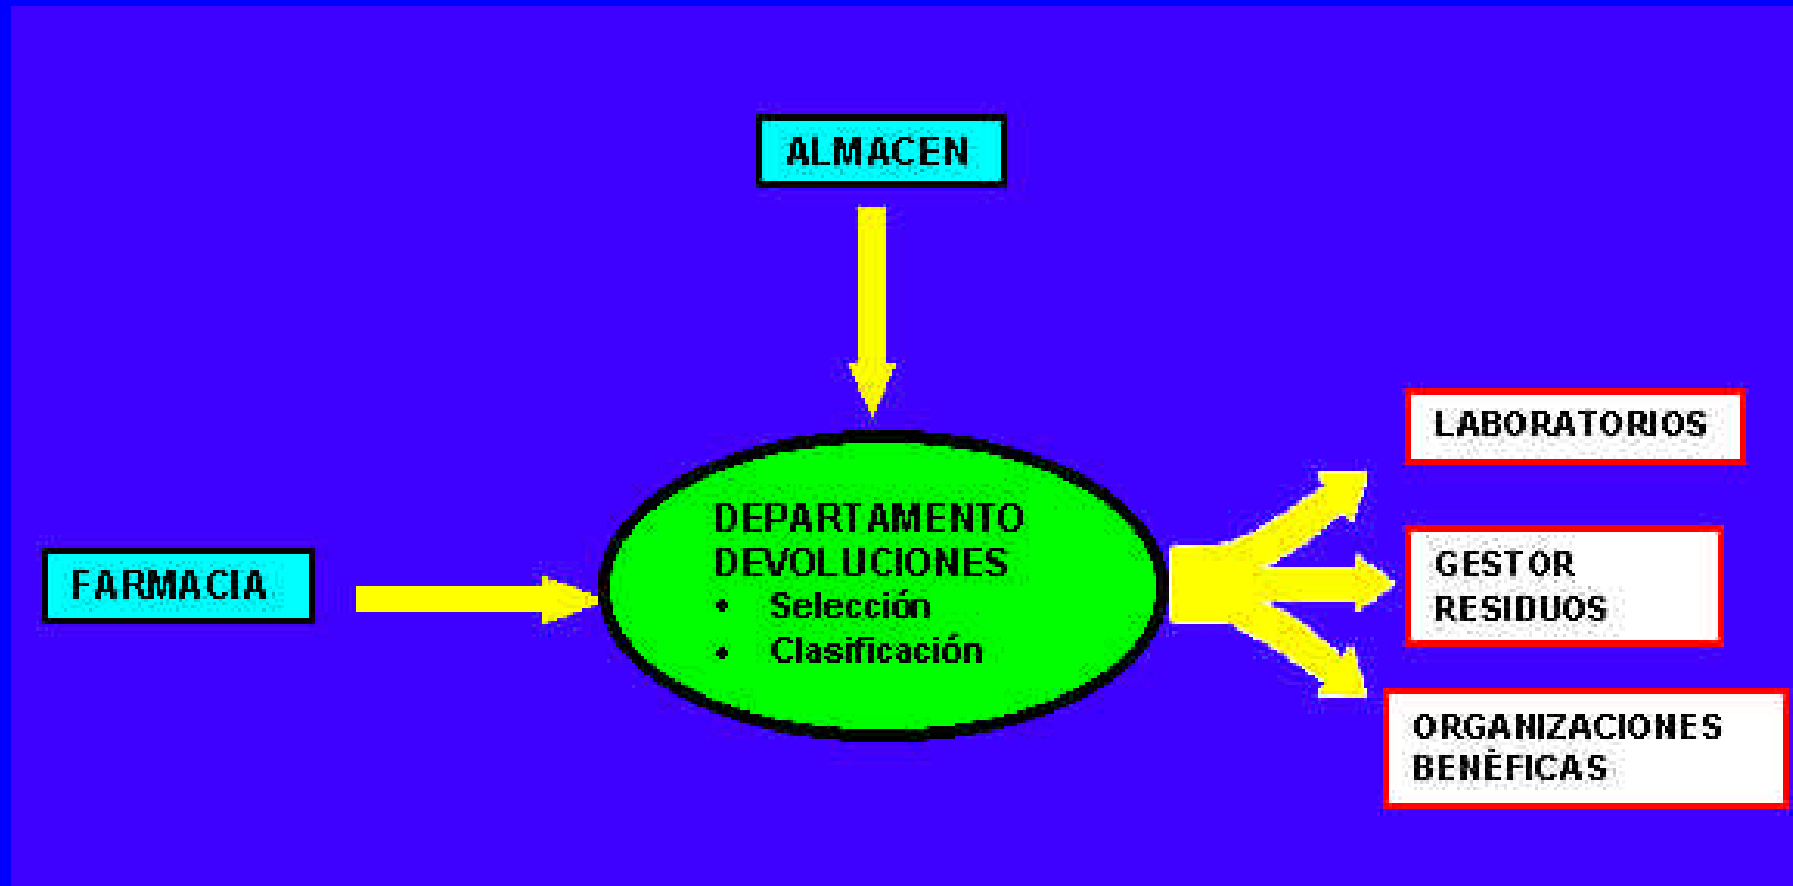 ALMACEN
FARMACIA
DEPARTAMENTO
DEVOLUCIONES
• Selección
• Clasificación
LABORATORIOS
GESTOR
RESIDUOS
ORGANIZACIONES
BENÉFICAS